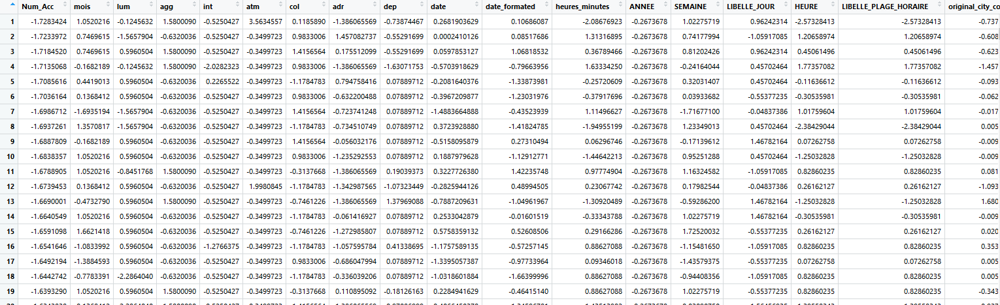 Num_Acc mois lum agg int atm col adr dep date date_formated heures_minutes ANNEE SEMAINE LIBELLE_JOUR HEURE LIBELLE_PLAGE_HORAIRE original_city_co
1 -1.7283424 1.0520216 -0.1245632 1.5800090 -0.5250427 3.5634557 0.1185890 -1.386065569 -0.73874467 0.2681903629 0.10686087 -2.08676923 -0.2673678 1.02275719 0.96242314 -2.57328413 -2.57328413 -0.737
2 -1.7233972 0.7469615 -1.5657904 -0.6320036 -0.5250427 -0.3499723 0.9833006 1.457082737 -0.55291699 0.0002410126 0.08517686 1.31316895 -0.2673678 0.74177994 -1.05917085 1.20658974 1.20658974 -0.608
3 -1.7184520 0.7469615 0.5960504 1.5800090 -0.5250427 -0.3499723 1.4156564 0.175512099 -0.55291699 0.0597853127 1.06818532 0.36789466 -0.2673678 0.81202426 0.96242314 0.45061496 0.45061496 -0.623
4 -1.7135068 -0.1682189 -0.1245632 1.5800090 -2.0282323 -0.3499723 0.9833006 -1.386065569 -1.63071753 -0.5703918629 -0.79663956 1.63334250 -0.2673678 -0.24164044 0.45702464 1.77357082 1.77357082 -1.457
5 -1.7085616 0.4419013 0.5960504 -0.6320036 0.2265522 -0.3499723 -1.1784783 0.794758416 0.07889712 -0.2081640376 -1.33873981 -0.25720609 -0.2673678 0.32031407 0.45702464 -0.11636612 -0.11636612 -0.093
6 -1.7036164 0.1368412 0.5960504 -0.6320036 -0.5250427 -0.3499723 0.9833006 -0.632200488 0.07889712 -0.3967209877 -1.23031976 -0.37917696 -0.2673678 0.03933682 -0.55377235 -0.30535981 -0.30535981 -0.062
7 -1.6986712 -1.6935194 -1.5657904 -0.6320036 -0.5250427 -0.3499723 1.4156564 -0.723741248 0.07889712 -1.4883664888 -0.43523939 1.11496627 -0.2673678 -1.71677100 -0.04837386 1.01759604 1.01759604 -0.017
8 -1.6937261 1.3570817 -1.5657904 -0.6320036 -0.5250427 -0.3499723 -1.1784783 -0.734510749 0.07889712 0.3723928880 -1.41824785 -1.94955199 -0.2673678 1.23349013 0.45702464 -2.38429044 -2.38429044 0.005
9 -1.6887809 -0.1682189 0.5960504 -0.6320036 -0.5250427 -0.3499723 1.4156564 -0.056032176 0.07889712 -0.5158095879 0.27310494 0.06296746 -0.2673678 -0.17139612 1.46782164 0.07262758 0.07262758 -0.009
10 -1.6838357 1.0520216 0.5960504 -0.6320036 -0.5250427 -0.3499723 0.9833006 -1.235292553 0.07889712 0.1887979628 -1.12912771 -1.44642213 -0.2673678 0.95251288 0.45702464 -1.25032828 -1.25032828 -0.009
11 -1.6788905 1.0520216 -0.8451768 1.5800090 -0.5250427 -0.3499723 -0.3137668 -1.386065569 0.19039373 0.3227726380 1.42235748 0.97774904 -0.2673678 1.16324582 -1.05917085 0.82860235 0.82860235 0.081
12 -1.6739453 0.1368412 0.5960504 -0.6320036 -0.5250427 1.9980845 -1.1784783 -1.342987565 -1.07323449 -0.2825944126 0.48994505 0.23067742 -0.2673678 0.17982544 -0.04837386 0.26162127 0.26162127 -1.093
13 -1.6690001 -0.4732790 0.5960504 1.5800090 -0.5250427 -0.3499723 -0.7461226 -1.386065569 1.37969088 -0.7887209631 -1.04961967 -1.30920489 -0.2673678 -0.59286200 1.46782164 -1.25032828 -1.25032828 1.680
14 -1.6640549 1.0520216 0.5960504 -0.6320036 -0.5250427 -0.3499723 -1.1784783 -0.061416927 0.07889712 0.2533042879 -0.01601519 -0.33343788 -0.2673678 1.02275719 1.46782164 -0.30535981 -0.30535981 -0.009
15 -1.6591098 1.6621418 0.5960504 -0.6320036 -0.5250427 -0.3499723 -0.7461226 -1.272985807 0.07889712 0.5758359132 0.52608506 0.29166286 -0.2673678 1.72520032 -0.55377235 0.26162127 0.26162127 0.020
16 -1.6541646 -1.0833992 0.5960504 -0.6320036 -1.2766375 -0.3499723 -1.1784783 -1.057595784 0.41338695 -1.1757589135 -0.57257145 0.88627088 -0.2673678 -1.15481650 -1.05917085 0.82860235 0.82860235 0.353
17 -1.6492194 -1.3884593 0.5960504 -0.6320036 -0.5250427 -0.3499723 0.9833006 -0.686047994 0.07889712 -1.3395057387 -0.97733964 0.09346018 -0.2673678 -1.43579375 -0.55377235 0.07262758 0.07262758 0.005
18 -1.6442742 -0.7783391 -2.2864040 -0.6320036 -0.5250427 -0.3499723 -1.1784783 -0.336039206 0.07889712 -1.0318601884 -1.66399996 0.88627088 -0.2673678 -0.94408356 -1.05917085 0.82860235 0.82860235 0.005
19 -1.6393290 1.0520216 0.5960504 1.5800090 -0.5250427 -0.3499723 -0.3137668 0.110895092 -0.18126163 0.2284941629 -0.46415140 0.88627088 -0.2673678 1.02275719 -0.55377235 0.82860235 0.82860235 -0.343